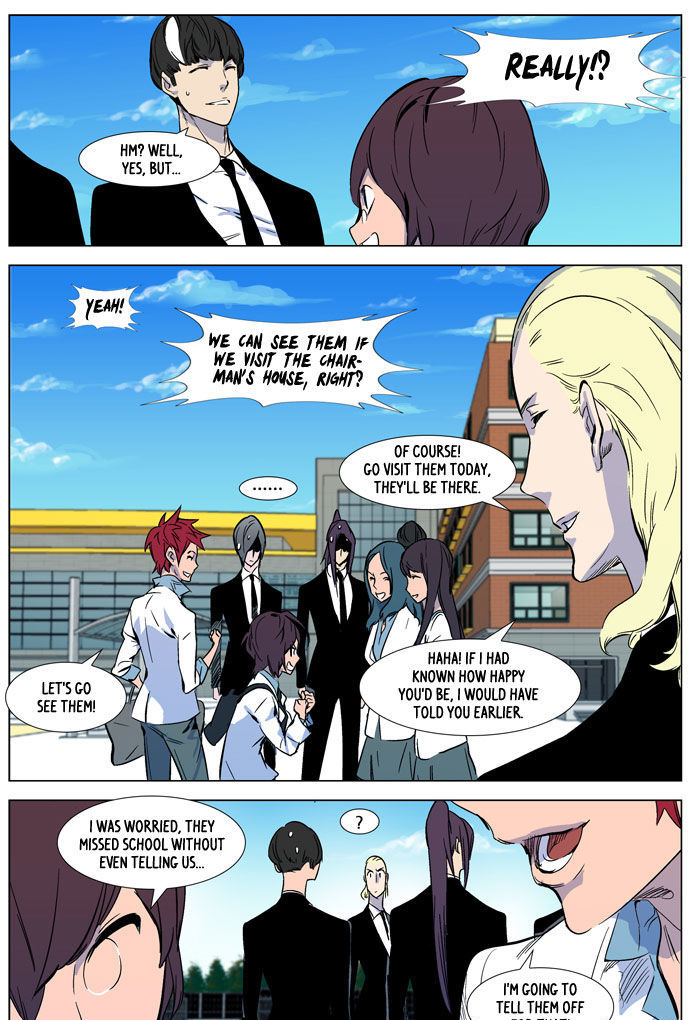 REALLY!?
HM? WELL,
YES, BUT...
YEAH!
WE CAN SEE THEM IF
WE VISIT THE CHAIR-
MAN'S HOUSE, RIGHT?
OF COURSE!
GO VISIT THEM TODAY,
THEY'LL BE THERE.
......
LET'S GO
SEE THEM!
HAHA! IF I HAD
KNOWN HOW HAPPY
YOU'D BE, I WOULD HAVE
TOLD YOU EARLIER.
I WAS WORRIED, THEY
MISSED SCHOOL WITHOUT
EVEN TELLING US...
?
I'M GOING TO
TELL THEM OFF
FOR THAT!